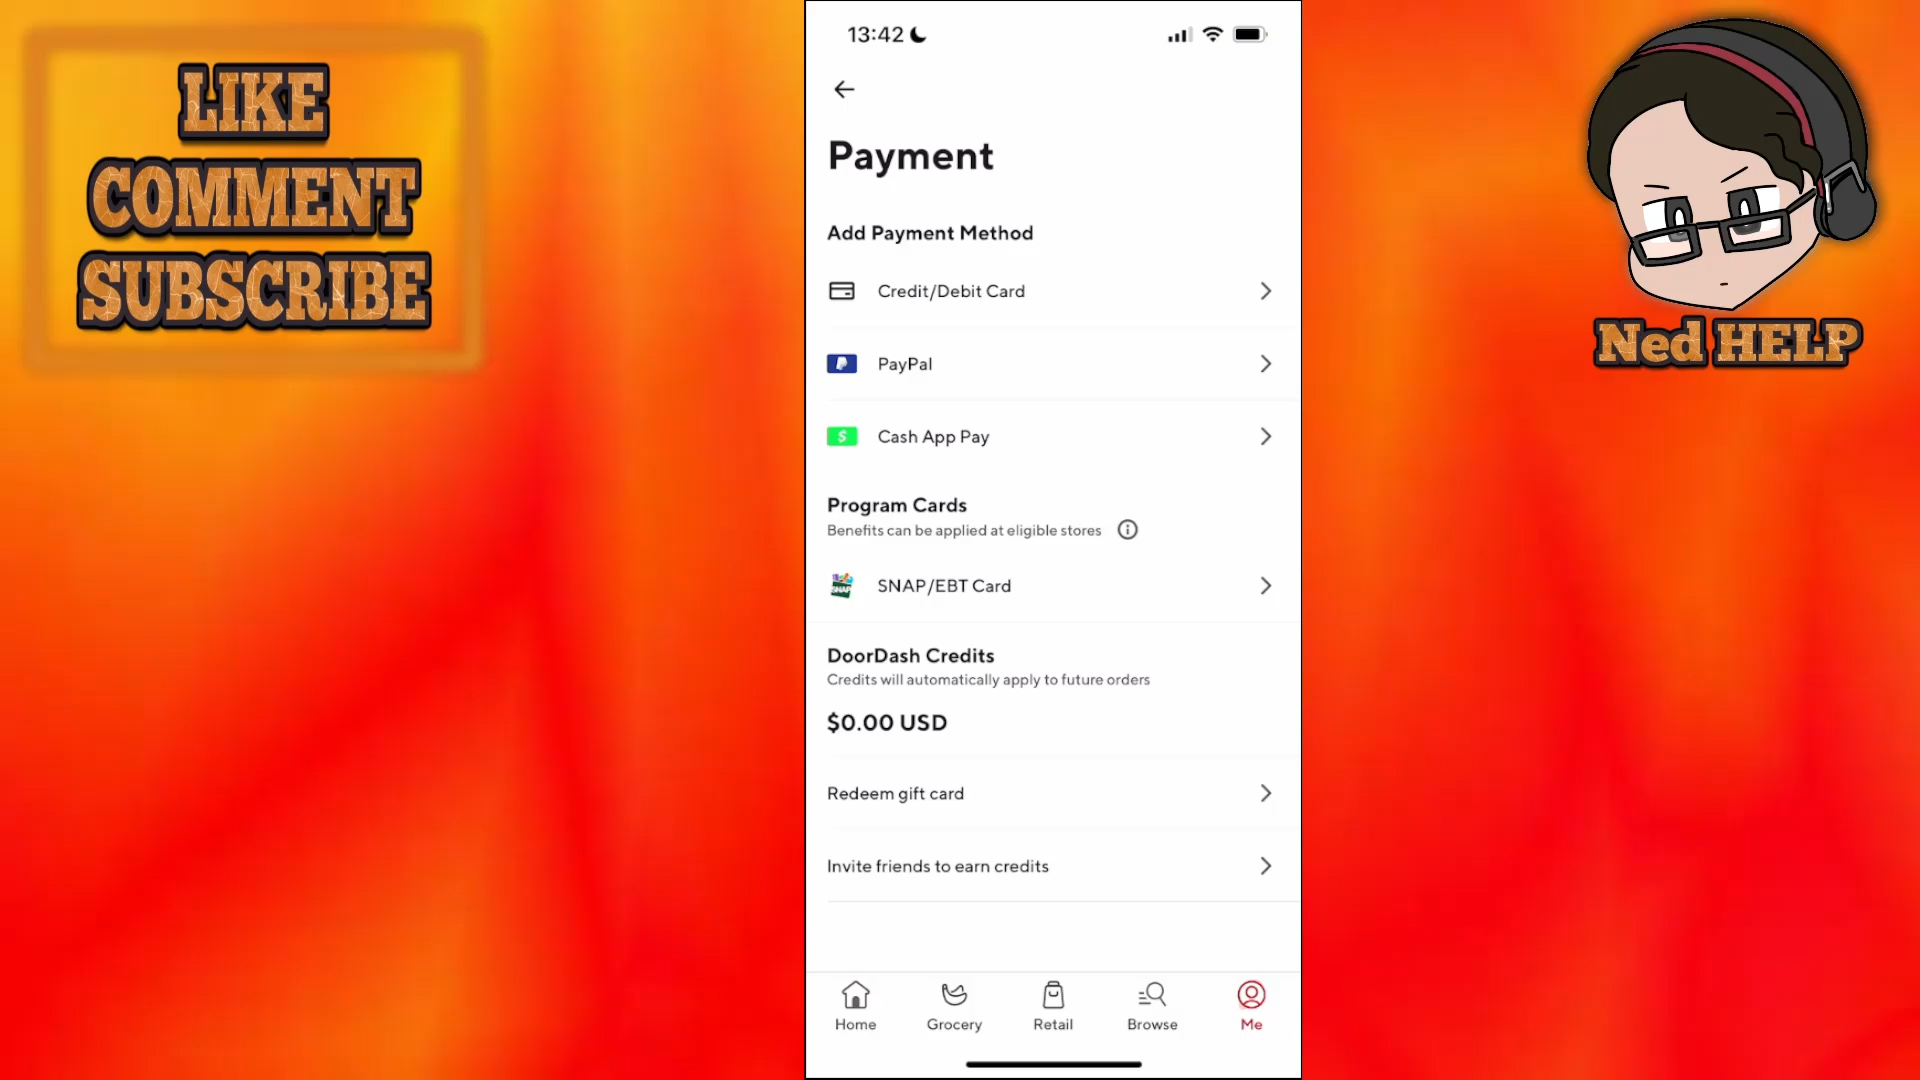 LIKE
COMMENT
SUBSCRIBE
13:42
Payment
Add Payment Method
Credit/Debit Card
PayPal
$
Cash App Pay
Program Cards
Benefits can be applied at eligible stores
SNAP
SNAP/EBT Card
DoorDash Credits
Credits will automatically apply to future orders
$0.00 USD
Redeem gift card
Invite friends to earn credits
Home
Grocery
Retail
Browse
Me
Ned HELP